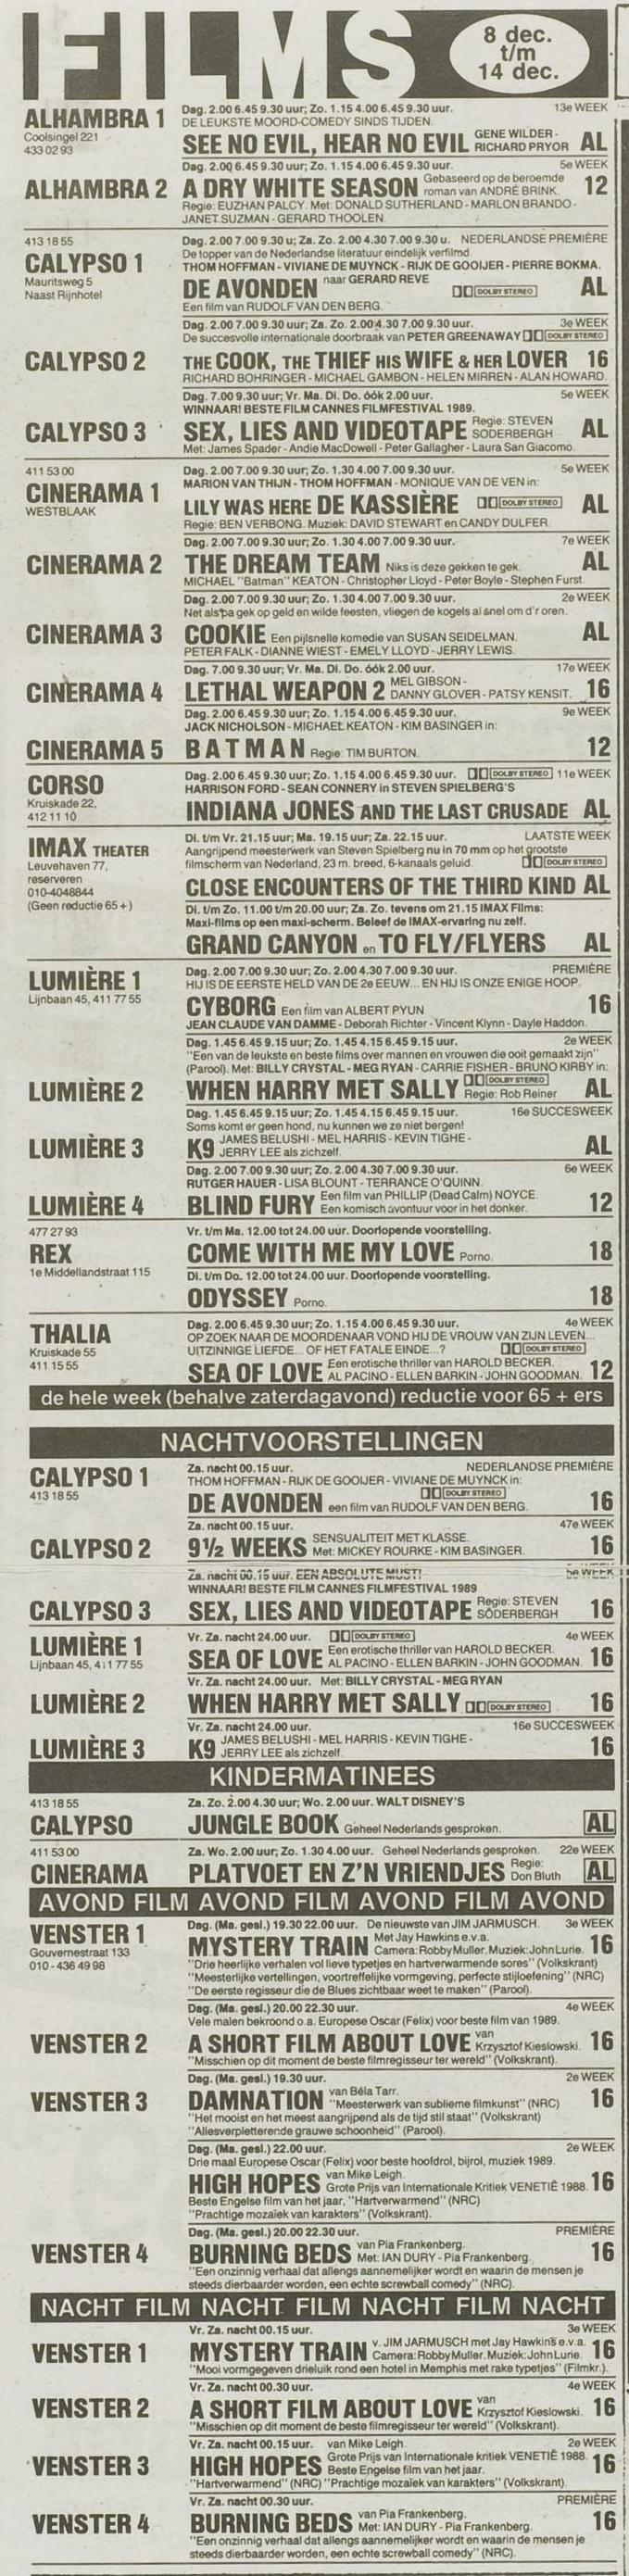 FILMS
8 dec.
t/m
14 dec.
ALHAMBRA 1
Coolsingel 221
433 02 93
Dag. 2.00 6.45 9.30 uur; Zo. 1.15 4.00 6.45 9.30 uur. 13e WEEK
DE LEUKSTE MOORD-COMEDY SINDS TIJDEN.
SEE NO EVIL, HEAR NO EVIL GENE WILDER - RICHARD PRYOR AL
Dag. 2.00 6.45 9.30 uur; Zo. 1.15 4.00 6.45 9.30 uur. 5e WEEK
ALHAMBRA 2 A DRY WHITE SEASON Gebaseerd op de beroemde roman van ANDRÉ BRINK. 12
Regie: EUZHAN PALCY. Met: DONALD SUTHERLAND - MARLON BRANDO -
JANET SUZMAN - GERARD THOOLEN.
413 18 55
CALYPSO 1
Mauritsweg 5
Naast Rijnhotel
Dag. 2.00 7.00 9.30 u; Za. Zo. 2.00 4.30 7.00 9.30 u. NEDERLANDSE PREMIÈRE
De topper van de Nederlandse literatuur eindelijk verfilmd.
THOM HOFFMAN - VIVIANE DE MUYNCK - RIJK DE GOOIJER - PIERRE BOKMA.
DE AVONDEN naar GERARD REVE DOLBY STEREO AL
Een film van RUDOLF VAN DEN BERG.
Dag. 2.00 7.00 9.30 uur; Za. Zo. 2.00 4.30 7.00 9.30 uur. 3e WEEK
De succesvolle internationale doorbraak van PETER GREENAWAY DOLBY STEREO
CALYPSO 2 THE COOK, THE THIEF HIS WIFE & HER LOVER 16
RICHARD BOHRINGER - MICHAEL GAMBON - HELEN MIRREN - ALAN HOWARD.
Dag. 7.00 9.30 uur; Vr. Ma. Di. Do. óók 2.00 uur. 5e WEEK
WINNAAR! BESTE FILM CANNES FILMFESTIVAL 1989.
CALYPSO 3 SEX, LIES AND VIDEOTAPE Regie: STEVEN SODERBERGH AL
Met: James Spader - Andie MacDowell - Peter Gallagher - Laura San Giacomo.
411 53 00
CINERAMA 1
WESTBLAAK
Dag. 2.00 7.00 9.30 uur; Zo. 1.30 4.00 7.00 9.30 uur. 5e WEEK
MARION VAN THIJN - THOM HOFFMAN - MONIQUE VAN DE VEN in:
LILY WAS HERE DE KASSIÈRE DOLBY STEREO AL
Regie: BEN VERBONG. Muziek: DAVID STEWART en CANDY DULFER.
Dag. 2.00 7.00 9.30 uur; Zo. 1.30 4.00 7.00 9.30 uur. 7e WEEK
CINERAMA 2 THE DREAM TEAM Niks is deze gekken te gek. AL
MICHAEL "Batman" KEATON - Christopher Lloyd - Peter Boyle - Stephen Furst.
Dag. 2.00 7.00 9.30 uur; Zo. 1.30 4.00 7.00 9.30 uur. 2e WEEK
Net als pa gek op geld en wilde feesten, vliegen de kogels al snel om d'r oren.
CINERAMA 3 COOKIE Een pijlsnelle komedie van SUSAN SEIDELMAN. AL
PETER FALK - DIANNE WIEST - EMELY LLOYD - JERRY LEWIS.
Dag. 7.00 9.30 uur; Vr. Ma. Di. Do. óók 2.00 uur. 17e WEEK
CINERAMA 4 LETHAL WEAPON 2 MEL GIBSON - DANNY GLOVER - PATSY KENSIT. 16
Dag. 2.00 6.45 9.30 uur; Zo. 1.15 4.00 6.45 9.30 uur. 9e WEEK
JACK NICHOLSON - MICHAEL KEATON - KIM BASINGER in:
CINERAMA 5 BATMAN Regie: TIM BURTON. 12
CORSO
Kruiskade 22,
412 11 10
Dag. 2.00 6.45 9.30 uur; Zo. 1.15 4.00 6.45 9.30 uur. DOLBY STEREO 11e WEEK
HARRISON FORD - SEAN CONNERY in STEVEN SPIELBERG'S
INDIANA JONES AND THE LAST CRUSADE AL
IMAX THEATER
Leuvehaven 77,
reserveren
010-4048844
(Geen reductie 65+)
Di. t/m Vr. 21.15 uur; Ma. 19.15 uur; Za. 22.15 uur. LAATSTE WEEK
Aangrijpend meesterwerk van Steven Spielberg nu in 70 mm op het grootste
filmscherm van Nederland, 23 m. breed, 6-kanaals geluid. DOLBY STEREO
CLOSE ENCOUNTERS OF THE THIRD KIND AL
Di. t/m Zo. 11.00 t/m 20.00 uur; Za. Zo. tevens om 21.15 IMAX Films:
Maxi-films op een maxi-scherm. Beleef de IMAX-ervaring nu zelf.
GRAND CANYON en TO FLY/FLYERS AL
LUMIÈRE 1
Lijnbaan 45, 411 77 55
Dag. 2.00 7.00 9.30 uur; Zo. 2.00 4.30 7.00 9.30 uur. PREMIÈRE
HIJ IS DE EERSTE HELD VAN DE 2e EEUW... EN HIJ IS ONZE ENIGE HOOP.
CYBORG Een film van ALBERT PYUN 16
JEAN CLAUDE VAN DAMME - Deborah Richter - Vincent Klynn - Dayle Haddon.
Dag. 1.45 6.45 9.15 uur; Zo. 1.45 4.15 6.45 9.15 uur. 2e WEEK
"Een van de leukste en beste films over mannen en vrouwen die ooit gemaakt zijn"
(Parool). Met: BILLY CRYSTAL - MEG RYAN - CARRIE FISHER - BRUNO KIRBY in:
LUMIÈRE 2 WHEN HARRY MET SALLY DOLBY STEREO Regie: Rob Reiner AL
Dag. 1.45 6.45 9.15 uur; Zo. 1.45 4.15 6.45 9.15 uur. 16e SUCCESWEEK
Soms komt er geen hond, nu kunnen we ze niet bergen!
LUMIÈRE 3 K9 JAMES BELUSHI - MEL HARRIS - KEVIN TIGHE - JERRY LEE als zichzelf. AL
Dag. 2.00 7.00 9.30 uur; Zo. 2.00 4.30 7.00 9.30 uur. 6e WEEK
RUTGER HAUER - LISA BLOUNT - TERRANCE O'QUINN.
LUMIÈRE 4 BLIND FURY Een film van PHILLIP (Dead Calm) NOYCE. Een komisch avontuur voor in het donker. 12
477 27 93
REX
1e Middellandstraat 115
Vr. t/m Ma. 12.00 tot 24.00 uur. Doorlopende voorstelling.
COME WITH ME MY LOVE Porno. 18
Di. t/m Do. 12.00 tot 24.00 uur. Doorlopende voorstelling.
ODYSSEY Porno. 18
THALIA
Kruiskade 55
411 15 55
Dag. 2.00 6.45 9.30 uur; Zo. 1.15 4.00 6.45 9.30 uur. 4e WEEK
OP ZOEK NAAR DE MOORDENAAR VOND HIJ DE VROUW VAN ZIJN LEVEN...
UITZINNIGE LIEFDE... OF HET FATALE EINDE...? DOLBY STEREO
SEA OF LOVE Een erotische thriller van HAROLD BECKER. AL PACINO - ELLEN BARKIN - JOHN GOODMAN. 12
de hele week (behalve zaterdagavond) reductie voor 65 + ers
NACHTVOORSTELLINGEN
CALYPSO 1
413 18 55
Za. nacht 00.15 uur. NEDERLANDSE PREMIÈRE
THOM HOFFMAN - RIJK DE GOOIJER - VIVIANE DE MUYNCK in:
DOLBY STEREO
DE AVONDEN een film van RUDOLF VAN DEN BERG. 16
Za. nacht 00.15 uur. 47e WEEK
CALYPSO 2 9½ WEEKS SENSUALITEIT MET KLASSE. Met: MICKEY ROURKE - KIM BASINGER. 16
Za. nacht 00.15 uur. EEN ABSOLUTE MUST! 5e WEEK
WINNAAR! BESTE FILM CANNES FILMFESTIVAL 1989
CALYPSO 3 SEX, LIES AND VIDEOTAPE Regie: STEVEN SÖDERBERGH 16
LUMIÈRE 1
Lijnbaan 45, 411 77 55
Vr. Za. nacht 24.00 uur. DOLBY STEREO 4e WEEK
SEA OF LOVE Een erotische thriller van HAROLD BECKER. AL PACINO - ELLEN BARKIN - JOHN GOODMAN. 16
Vr. Za. nacht 24.00 uur. Met: BILLY CRYSTAL - MEG RYAN
LUMIÈRE 2 WHEN HARRY MET SALLY DOLBY STEREO 16
Vr. Za. nacht 24.00 uur. 16e SUCCESWEEK
LUMIÈRE 3 K9 JAMES BELUSHI - MEL HARRIS - KEVIN TIGHE - JERRY LEE als zichzelf. 16
KINDERMATINEES
413 18 55
CALYPSO
Za. Zo. 2.00 4.30 uur; Wo. 2.00 uur. WALT DISNEY'S
JUNGLE BOOK Geheel Nederlands gesproken. AL
411 53 00
CINERAMA
Za. Wo. 2.00 uur; Zo. 1.30 4.00 uur. Geheel Nederlands gesproken. 22e WEEK
PLATVOET EN Z'N VRIENDJES Regie: Don Bluth AL
AVOND FILM AVOND FILM AVOND FILM AVOND
VENSTER 1
Gouvernestraat 133
010 - 436 49 98
Dag. (Ma. gesl.) 19.30 22.00 uur. De nieuwste van JIM JARMUSCH. 3e WEEK
MYSTERY TRAIN Met Jay Hawkins e.v.a. Camera: Robby Muller. Muziek: John Lurie. 16
"Drie heerlijke verhalen vol lieve typetjes en hartverwarmende sores" (Volkskrant)
"Meesterlijke vertellingen, voortreffelijke vormgeving, perfecte stijloefening" (NRC)
"De eerste regisseur die de Blues zichtbaar weet te maken" (Parool).
Dag. (Ma. gesl.) 20.00 22.30 uur. 4e WEEK
Vele malen bekroond o.a. Europese Oscar (Felix) voor beste film van 1989.
VENSTER 2 A SHORT FILM ABOUT LOVE van Krzysztof Kieslowski. 16
"Misschien op dit moment de beste filmregisseur ter wereld" (Volkskrant).
Dag. (Ma. gesl.) 19.30 uur. 2e WEEK
VENSTER 3 DAMNATION van Béla Tarr. "Meesterwerk van sublieme filmkunst" (NRC) 16
"Het mooist en het meest aangrijpend als de tijd stil staat" (Volkskrant)
"Allesverpletterende grauwe schoonheid" (Parool).
Dag. (Ma. gesl.) 22.00 uur. 2e WEEK
Drie maal Europese Oscar (Felix) voor beste hoofdrol, bijrol, muziek 1989.
HIGH HOPES van Mike Leigh. Grote Prijs van Internationale Kritiek VENETIË 1988. 16
Beste Engelse film van het jaar, "Hartverwarmend" (NRC)
"Prachtige mozaïek van karakters" (Volkskrant).
Dag. (Ma. gesl.) 20.00 22.30 uur. PREMIÈRE
VENSTER 4 BURNING BEDS van Pia Frankenberg. Met: IAN DURY - Pia Frankenberg. 16
"Een onzinnig verhaal dat allengs aannemelijker wordt en waarin de mensen je
steeds dierbaarder worden, een echte screwball comedy" (NRC).
NACHT FILM NACHT FILM NACHT FILM NACHT
Vr. Za. nacht 00.15 uur. 3e WEEK
VENSTER 1 MYSTERY TRAIN v. JIM JARMUSCH met Jay Hawkins e.v.a. Camera: Robby Muller. Muziek: John Lurie. 16
"Mooi vormgegeven drieluik rond een hotel in Memphis met rake typetjes" (Filmkr.).
Vr. Za. nacht 00.30 uur. 4e WEEK
VENSTER 2 A SHORT FILM ABOUT LOVE van Krzysztof Kieslowski. 16
"Misschien op dit moment de beste filmregisseur ter wereld" (Volkskrant).
Vr. Za. nacht 00.15 uur. van Mike Leigh. 2e WEEK
VENSTER 3 HIGH HOPES Grote Prijs van Internationale kritiek VENETIË 1988. Beste Engelse film van het jaar. 16
"Hartverwarmend" (NRC) "Prachtige mozaïek van karakters" (Volkskrant).
Vr. Za. nacht 00.30 uur. PREMIÈRE
VENSTER 4 BURNING BEDS van Pia Frankenberg. Met: IAN DURY - Pia Frankenberg. 16
"Een onzinnig verhaal dat allengs aannemelijker wordt en waarin de mensen je
steeds dierbaarder worden, een echte screwball comedy" (NRC).